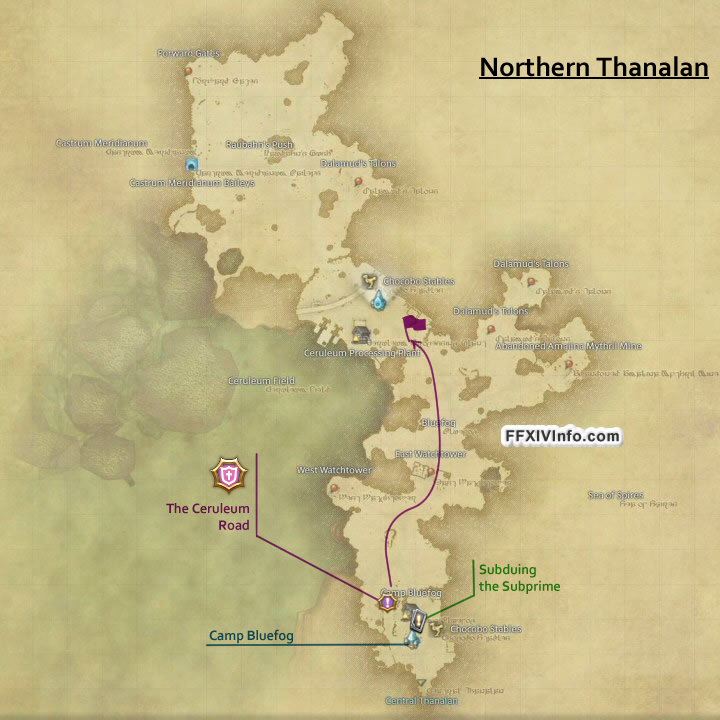 Northern Thanalan
Forward Gates
Castrum Meridianum
Raubahn's Push
Dalamud's Talons
Castrum Meridianum Baileys
Dalamud's Talons
Chocobo Stables
Dalamud's Talons
Abandoned Amajina Mythril Mine
Ceruleum Processing Plant
Ceruleum Field
Bluefog
FFXIVInfo.com
East Watchtower
West Watchtower
Sea of Spires
The Ceruleum
Road
Subduing
the Subprime
Camp Bluefog
Chocobo Stables
Camp Bluefog
Central Thanalan